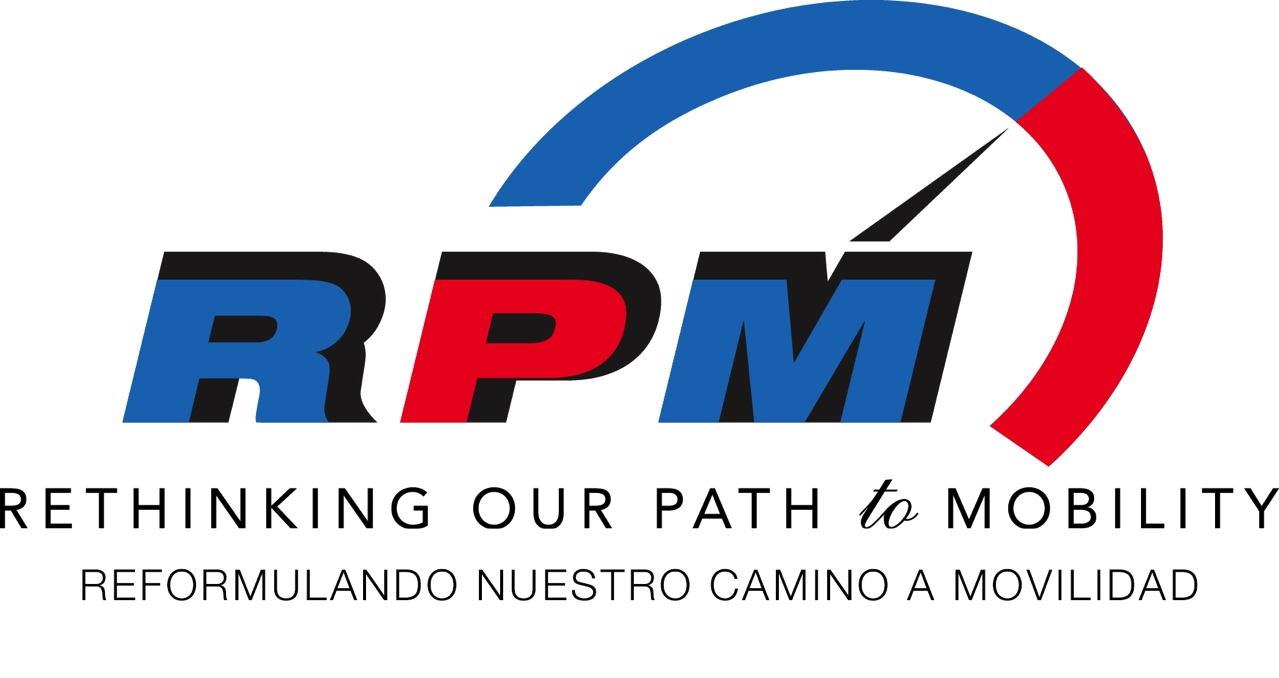 RPM
RETHINKING OUR PATH to MOBILITY
REFORMULANDO NUESTRO CAMINO A MOVILIDAD